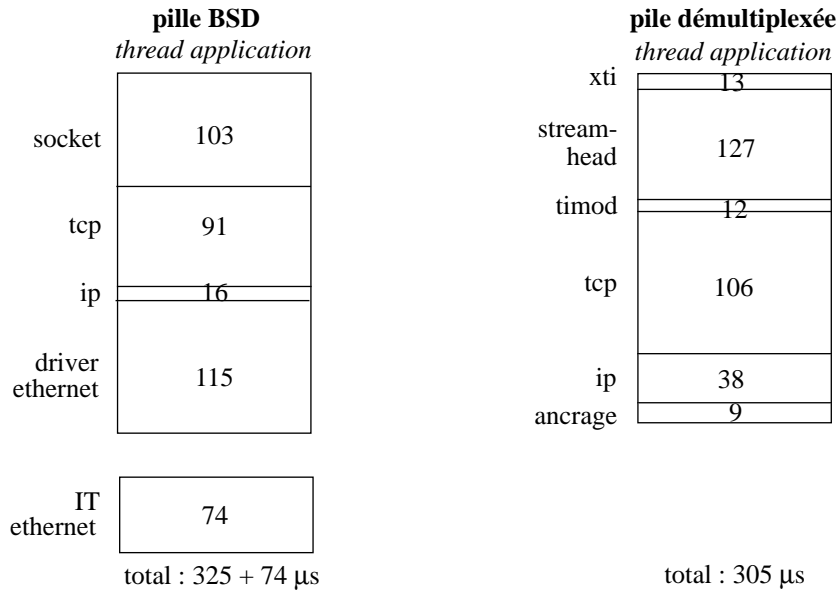 pille BSD
thread application
socket
103
tcp
91
ip
16
driver
ethernet
115
IT
ethernet
74
total : 325 + 74 µs
pile démultiplexée
thread application
xti
13
stream-
head
127
timod
12
tcp
106
ip
38
ancrage
9
total : 305 µs